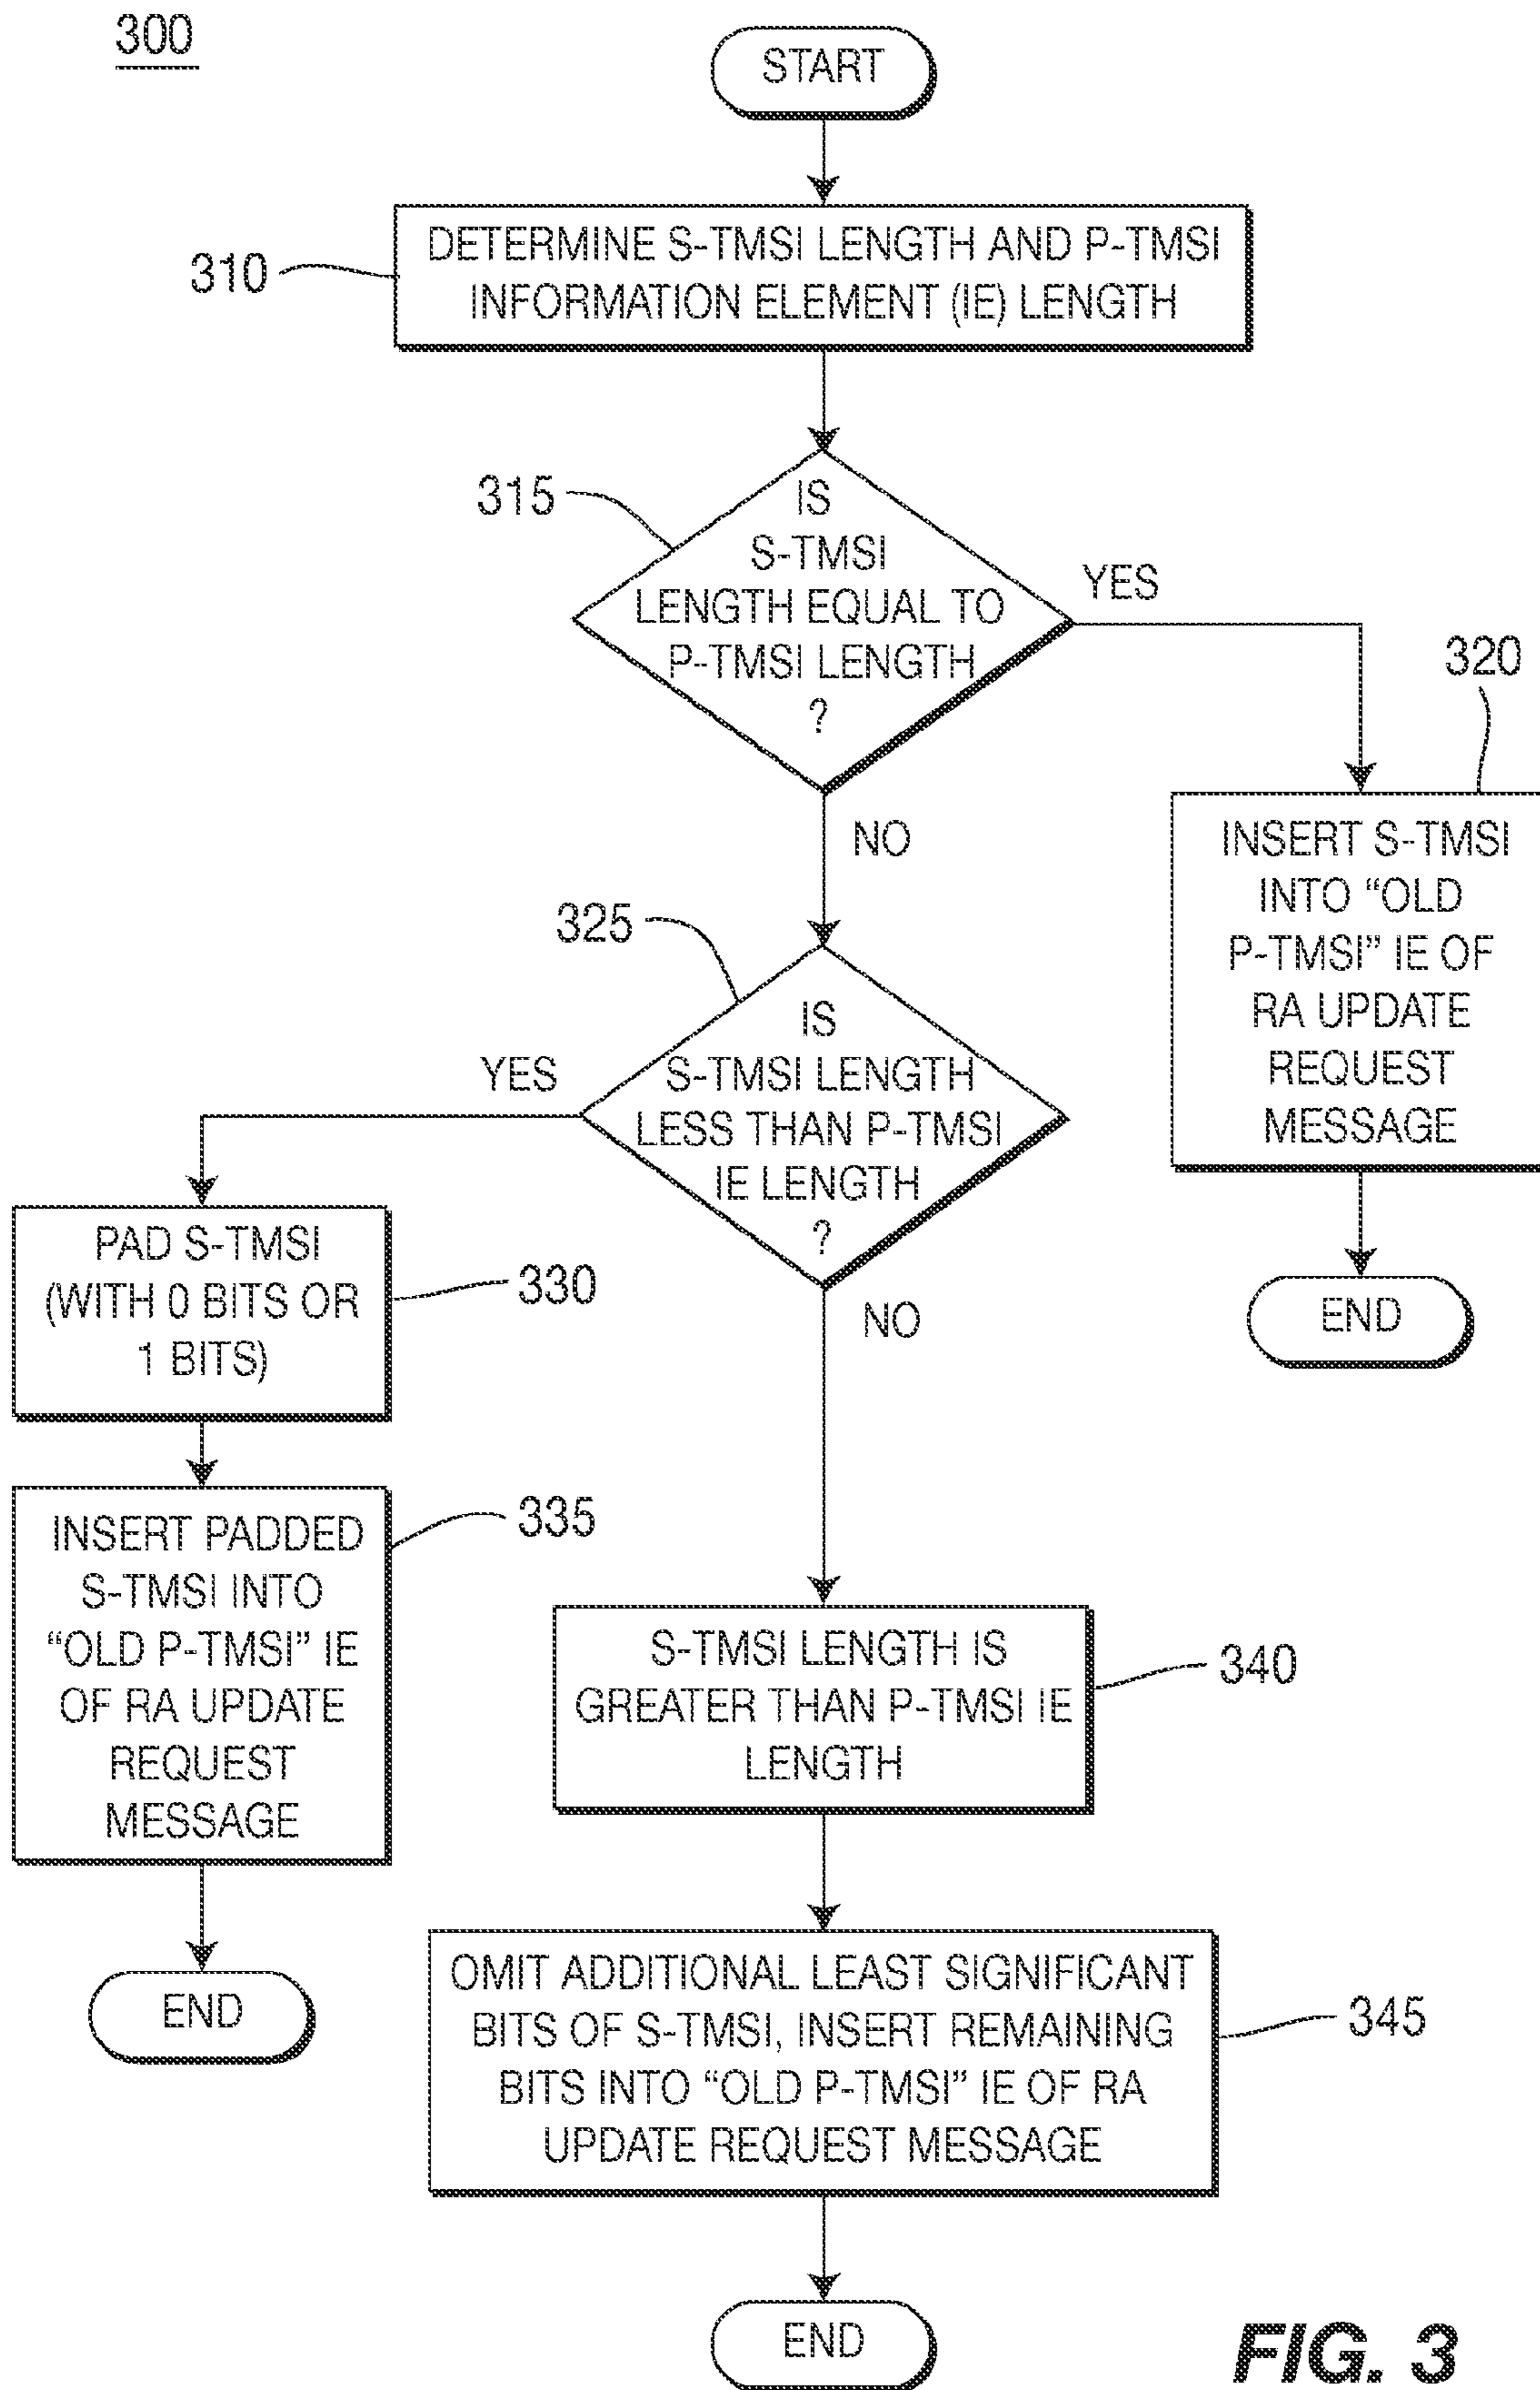 300
START
310
DETERMINE S-TMSI LENGTH AND P-TMSI
INFORMATION ELEMENT (IE) LENGTH
315
IS
S-TMSI
LENGTH EQUAL TO
P-TMSI LENGTH
?
YES
NO
320
INSERT S-TMSI
INTO “OLD
P-TMSI” IE OF
RA UPDATE
REQUEST
MESSAGE
END
325
IS
S-TMSI LENGTH
LESS THAN P-TMSI
IE LENGTH
?
YES
NO
PAD S-TMSI
(WITH 0 BITS OR
1 BITS)
330
INSERT PADDED
S-TMSI INTO
“OLD P-TMSI” IE
OF RA UPDATE
REQUEST
MESSAGE
335
END
S-TMSI LENGTH IS
GREATER THAN P-TMSI IE
LENGTH
340
OMIT ADDITIONAL LEAST SIGNIFICANT
BITS OF S-TMSI, INSERT REMAINING
BITS INTO “OLD P-TMSI” IE OF RA
UPDATE REQUEST MESSAGE
345
END
FIG. 3